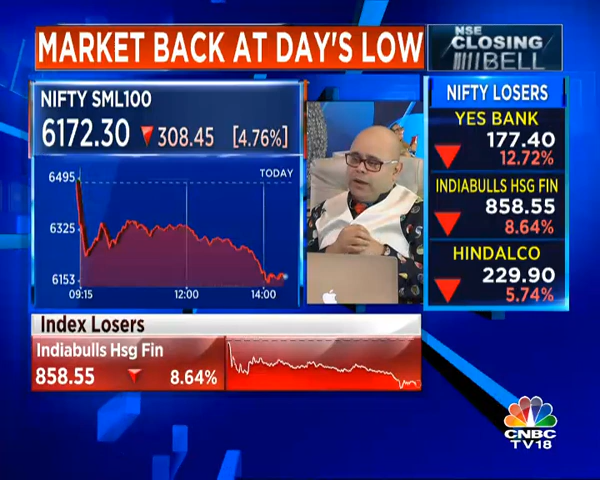 MARKET BACK AT DAY'S LOW
NSE
CLOSING
BELL
NIFTY SML100
6172.30 308.45 [4.76%]
TODAY
6495
6325
6153
09:15 12:00 14:00
NIFTY LOSERS
YES BANK
177.40
12.72%
INDIABULLS HSG FIN
858.55
8.64%
HINDALCO
229.90
5.74%
Index Losers
Indiabulls Hsg Fin
858.55 8.64%
CNBC
TV18